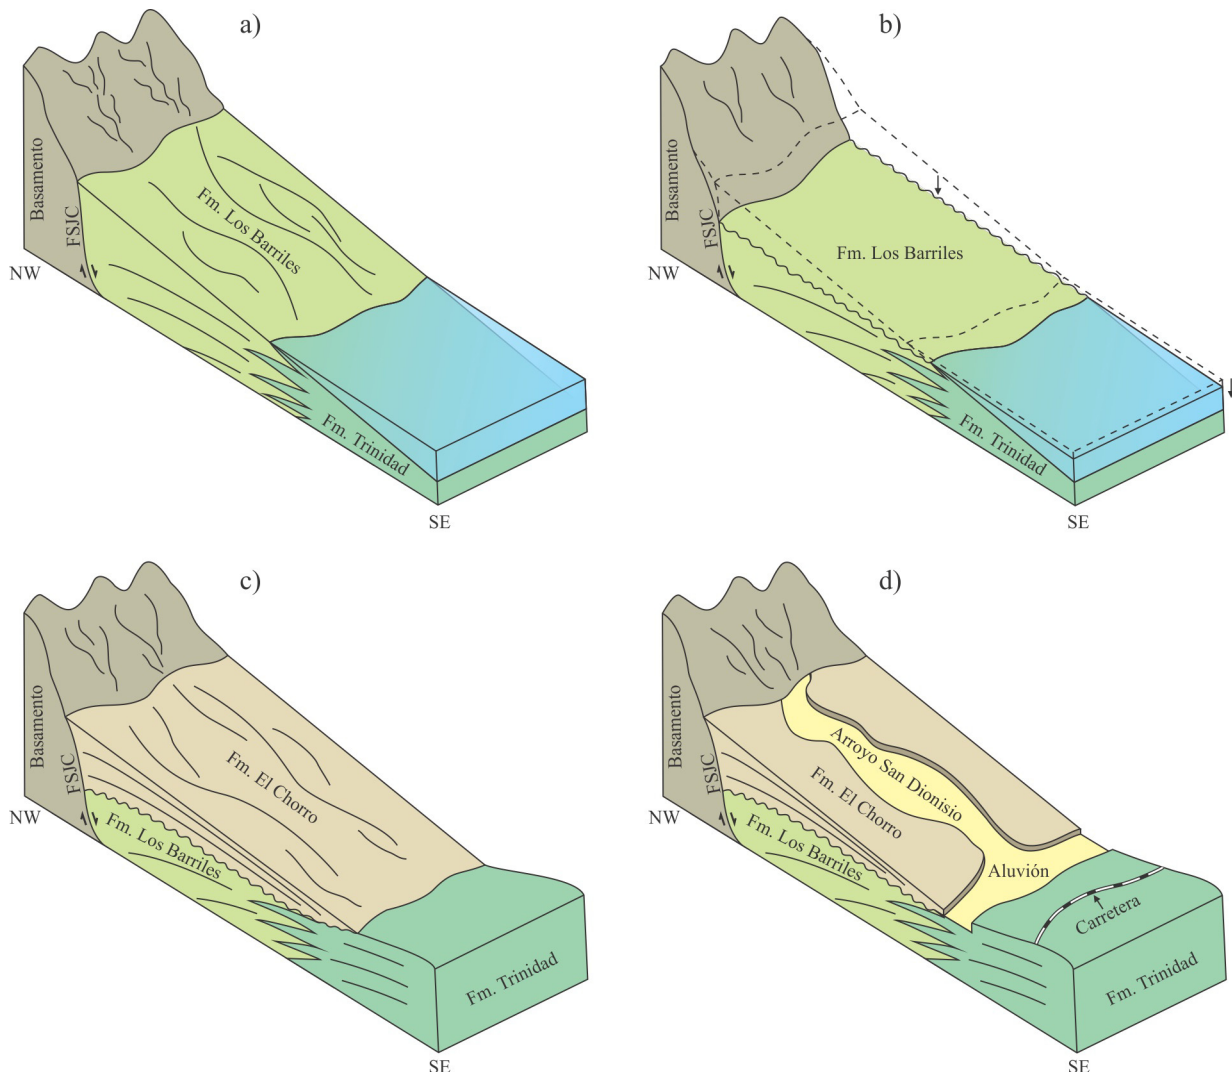 a)
Basamento
FSJC
Fm. Los Barriles
NW
Fm. Trinidad
SE
b)
Basamento
FSJC
Fm. Los Barriles
NW
Fm. Trinidad
SE
c)
Basamento
FSJC
Fm. El Chorro
NW
Fm. Los Barriles
Fm. Trinidad
SE
d)
Basamento
FSJC
Arroyo San Dionisio
Fm. El Chorro
NW
Fm. Los Barriles
Aluvión
Carretera
Fm. Trinidad
SE